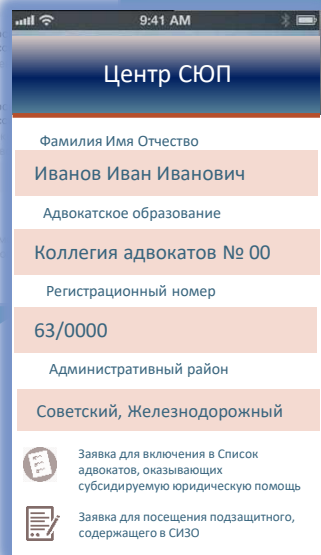 9:41 AM
Центр СЮП
Фамилия Имя Отчество
Иванов Иван Иванович
Адвокатское образование
Коллегия адвокатов № 00
Регистрационный номер
63/0000
Административный район
Советский, Железнодорожный
Заявка для включения в Список
адвокатов, оказывающих
субсидируемую юридическую помощь
Заявка для посещения подзащитного,
содержащего в СИЗО